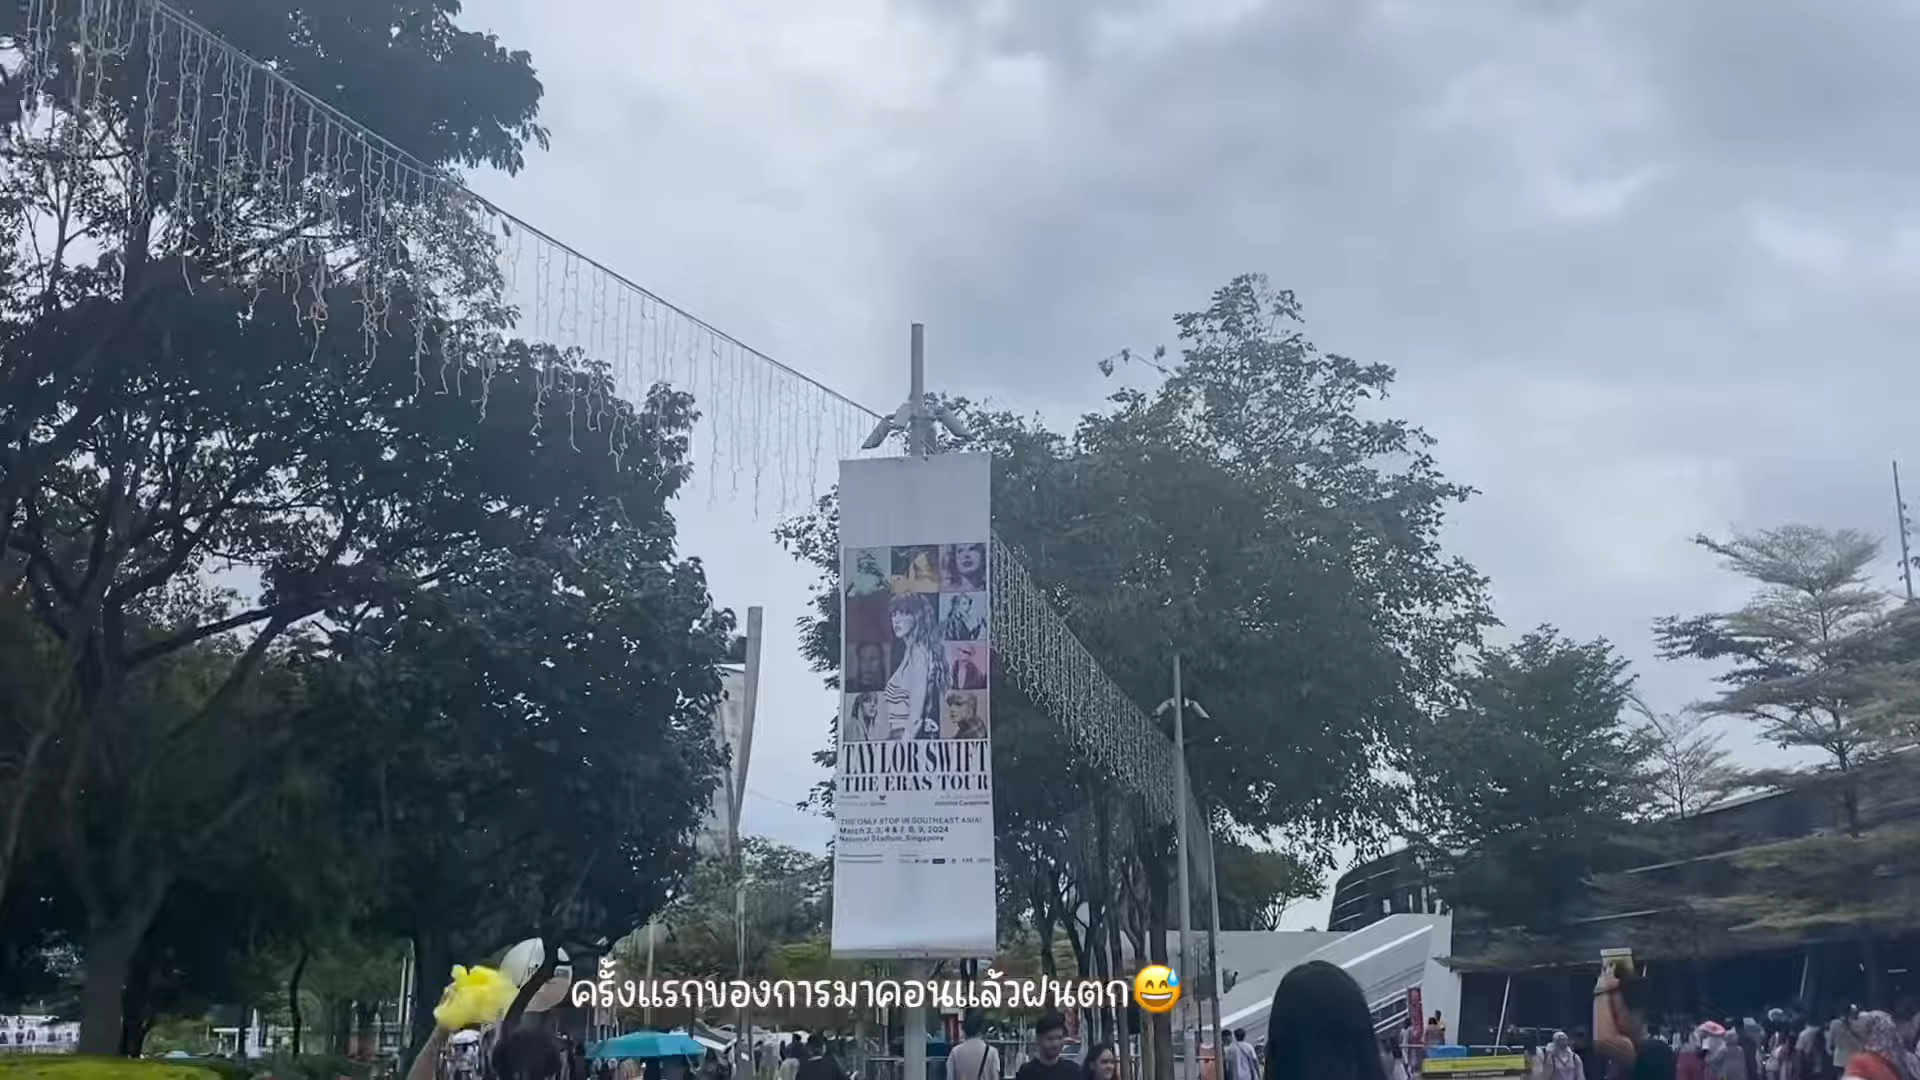 TAYLOR SWIFT
THE ERAS TOUR
THE ONLY STOP IN SOUTHEAST ASIA!
March 2, 3, 4 & 7, 8, 9, 2024
National Stadium, Singapore
ครั้งแรกของการมาคอนแล้วฝนตก😅